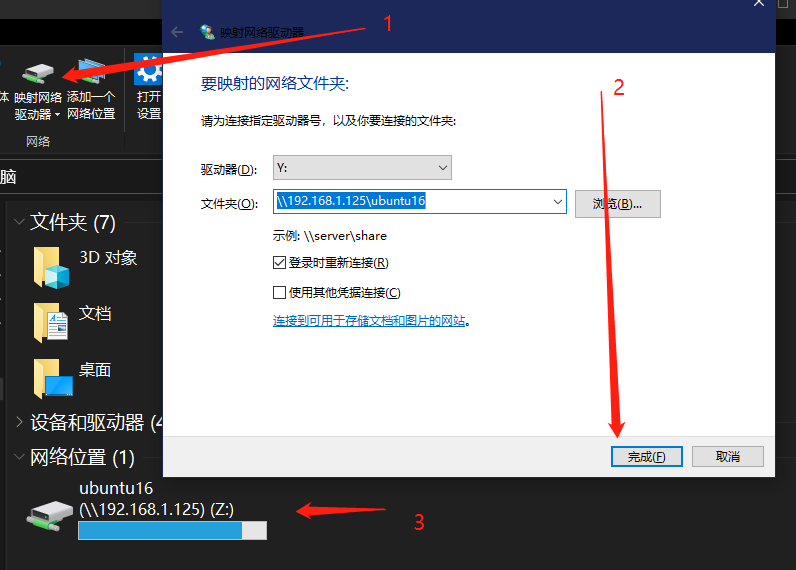 1
映射网络驱动器
体
映射网络
驱动器
添加一个
网络位置
打开
设置
网络
脑
要映射的网络文件夹:
2
请为连接指定驱动器号，以及你要连接的文件夹:
驱动器(D):
Y:
文件夹(O):
\\192.168.1.125\ubuntu16
浏览(B)...
示例: \\server\share
登录时重新连接(R)
使用其他凭据连接(C)
连接到可用于存储文档和图片的网站。
文件夹 (7)
3D 对象
文档
桌面
设备和驱动器 (4
网络位置 (1)
完成(F)
取消
ubuntu16
(\\192.168.1.125) (Z:)
3